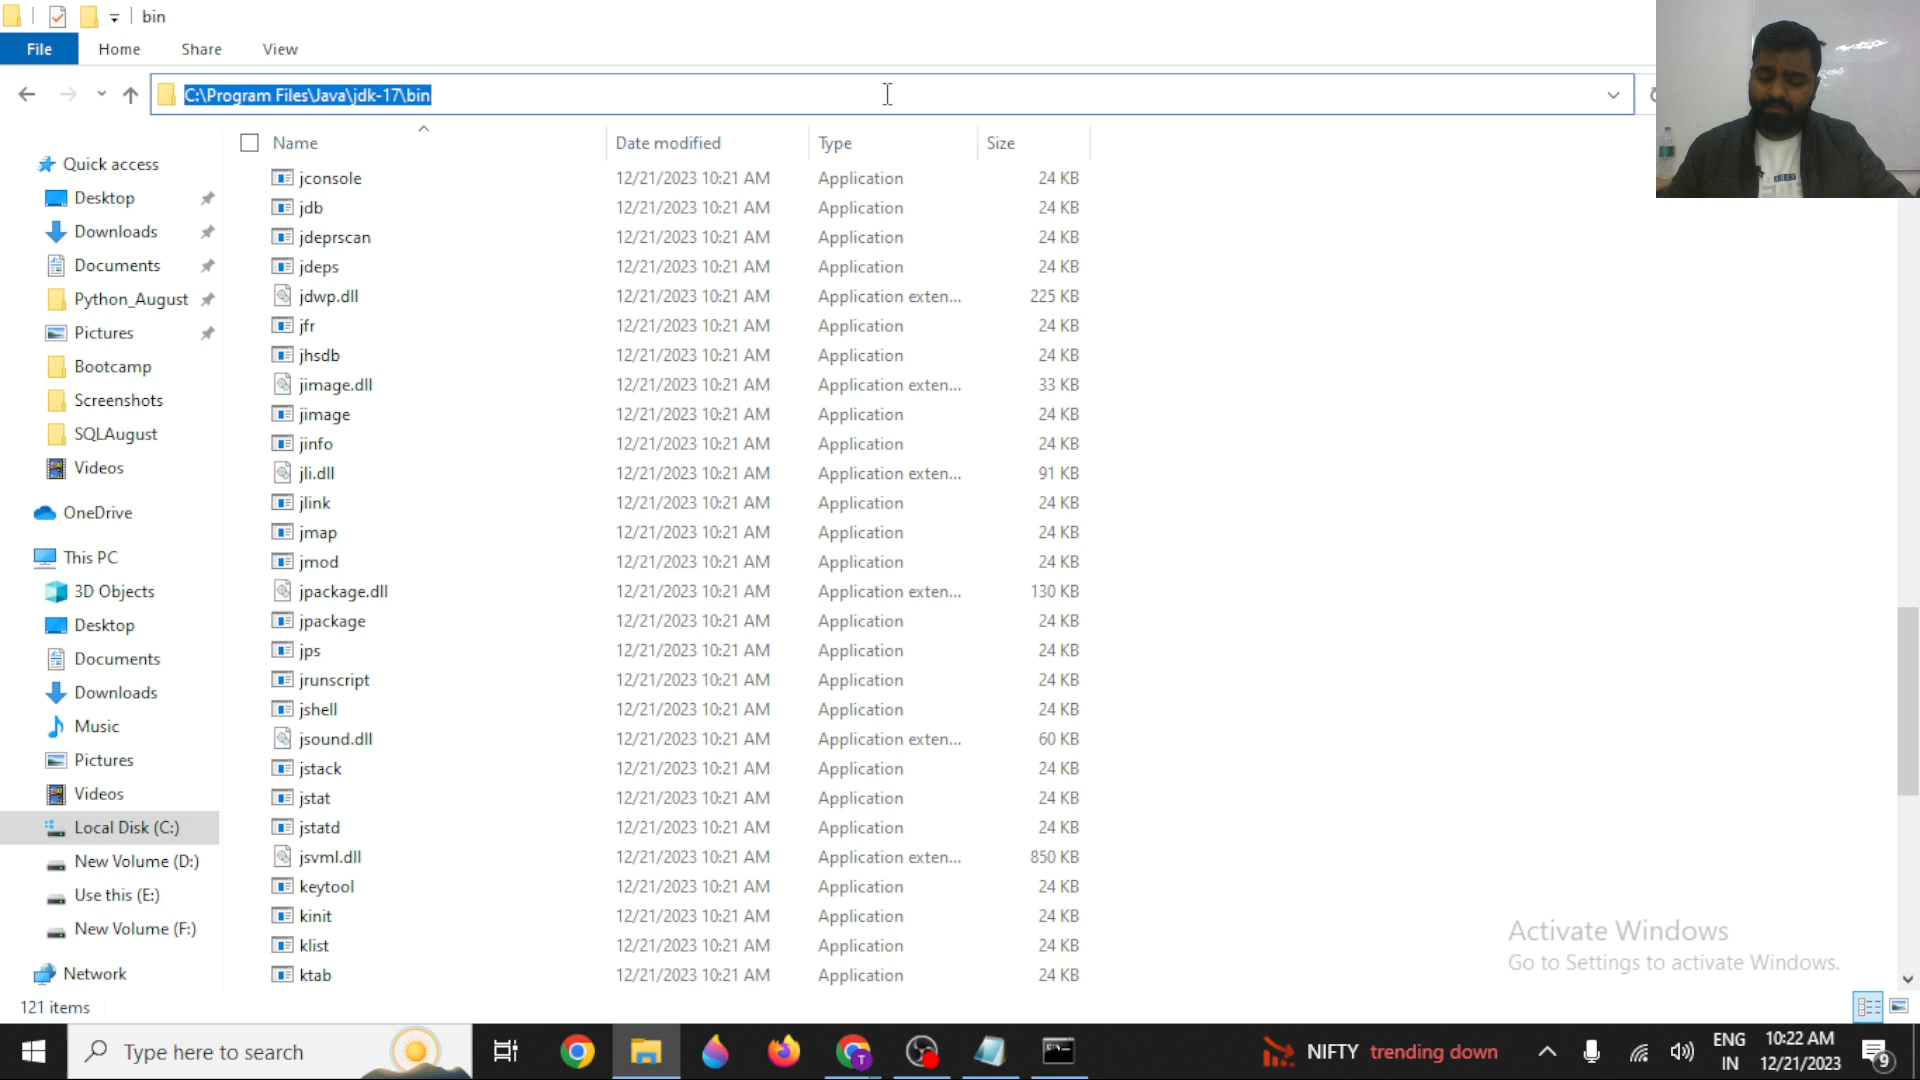 bin
File Home Share View
C:\Program Files\Java\jdk-17\bin
Name Date modified Type Size
Quick access
Desktop
Downloads
Documents
Python_August
Pictures
Bootcamp
Screenshots
SQLAugust
Videos
OneDrive
This PC
3D Objects
Desktop
Documents
Downloads
Music
Pictures
Videos
Local Disk (C:)
New Volume (D:)
Use this (E:)
New Volume (F:)
Network
jconsole 12/21/2023 10:21 AM Application 24 KB
jdb 12/21/2023 10:21 AM Application 24 KB
jdeprscan 12/21/2023 10:21 AM Application 24 KB
jdeps 12/21/2023 10:21 AM Application 24 KB
jdwp.dll 12/21/2023 10:21 AM Application exten... 225 KB
jfr 12/21/2023 10:21 AM Application 24 KB
jhsdb 12/21/2023 10:21 AM Application 24 KB
jimage.dll 12/21/2023 10:21 AM Application exten... 33 KB
jimage 12/21/2023 10:21 AM Application 24 KB
jinfo 12/21/2023 10:21 AM Application 24 KB
jli.dll 12/21/2023 10:21 AM Application exten... 91 KB
jlink 12/21/2023 10:21 AM Application 24 KB
jmap 12/21/2023 10:21 AM Application 24 KB
jmod 12/21/2023 10:21 AM Application 24 KB
jpackage.dll 12/21/2023 10:21 AM Application exten... 130 KB
jpackage 12/21/2023 10:21 AM Application 24 KB
jps 12/21/2023 10:21 AM Application 24 KB
jrunscript 12/21/2023 10:21 AM Application 24 KB
jshell 12/21/2023 10:21 AM Application 24 KB
jsound.dll 12/21/2023 10:21 AM Application exten... 60 KB
jstack 12/21/2023 10:21 AM Application 24 KB
jstat 12/21/2023 10:21 AM Application 24 KB
jstatd 12/21/2023 10:21 AM Application 24 KB
jsvml.dll 12/21/2023 10:21 AM Application exten... 850 KB
keytool 12/21/2023 10:21 AM Application 24 KB
kinit 12/21/2023 10:21 AM Application 24 KB
klist 12/21/2023 10:21 AM Application 24 KB
ktab 12/21/2023 10:21 AM Application 24 KB
Activate Windows
Go to Settings to activate Windows.
121 items
Type here to search
T
NIFTY trending down
ENG
IN
10:22 AM
12/21/2023
9